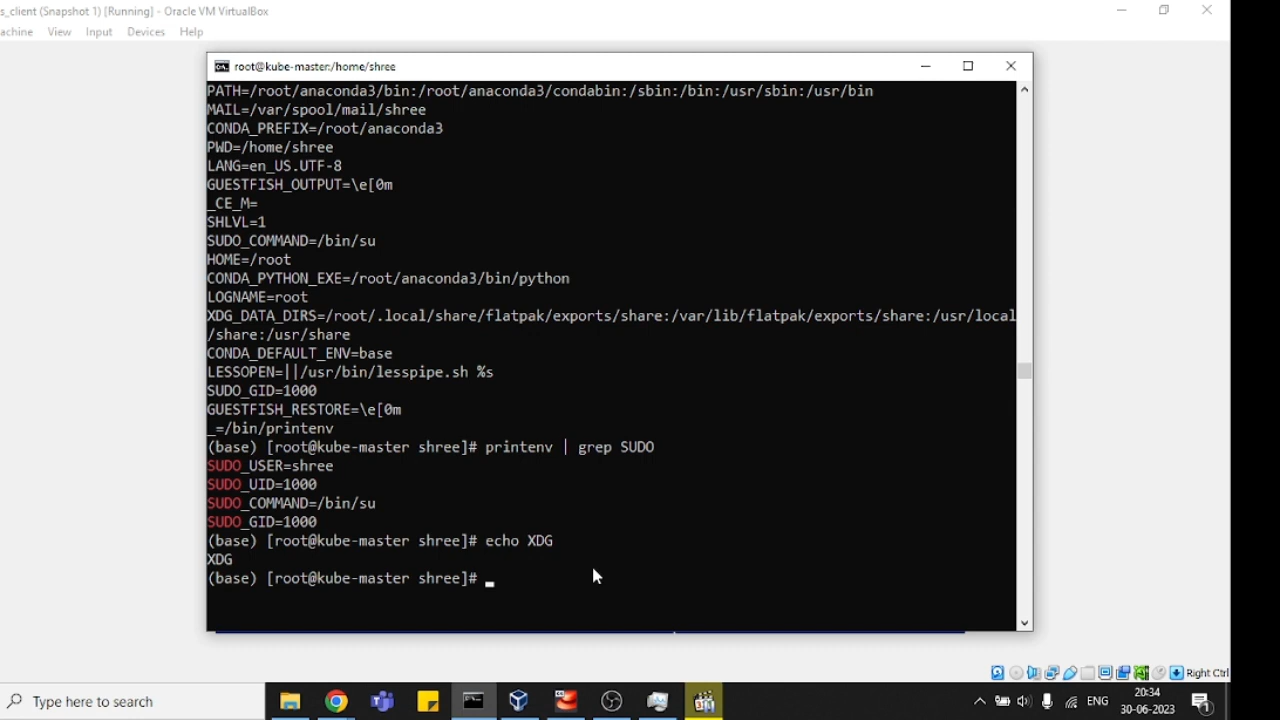 s_client (Snapshot 1) [Running] - Oracle VM VirtualBox
achine View Input Devices Help
root@kube-master:/home/shree
PATH=/root/anaconda3/bin:/root/anaconda3/condabin:/sbin:/bin:/usr/sbin:/usr/bin
MAIL=/var/spool/mail/shree
CONDA_PREFIX=/root/anaconda3
PWD=/home/shree
LANG=en_US.UTF-8
GUESTFISH_OUTPUT=\e[0m
_CE_M=
SHLVL=1
SUDO_COMMAND=/bin/su
HOME=/root
CONDA_PYTHON_EXE=/root/anaconda3/bin/python
LOGNAME=root
XDG_DATA_DIRS=/root/.local/share/flatpak/exports/share:/var/lib/flatpak/exports/share:/usr/local
/share:/usr/share
CONDA_DEFAULT_ENV=base
LESSOPEN=||/usr/bin/lesspipe.sh %s
SUDO_GID=1000
GUESTFISH_RESTORE=\e[0m
_=/bin/printenv
(base) [root@kube-master shree]# printenv | grep SUDO
SUDO_USER=shree
SUDO_UID=1000
SUDO_COMMAND=/bin/su
SUDO_GID=1000
(base) [root@kube-master shree]# echo XDG
XDG
(base) [root@kube-master shree]#
Right Ctrl
Type here to search
ENG
20:34
30-06-2023
1